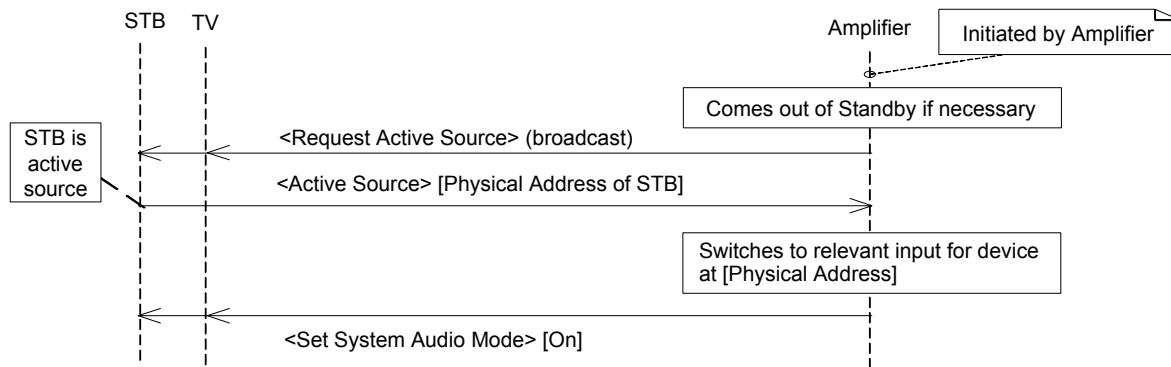 STB
TV
Amplifier
Initiated by Amplifier
Comes out of Standby if necessary
<Request Active Source> (broadcast)
STB is
active
source
<Active Source> [Physical Address of STB]
Switches to relevant input for device
at [Physical Address]
<Set System Audio Mode> [On]